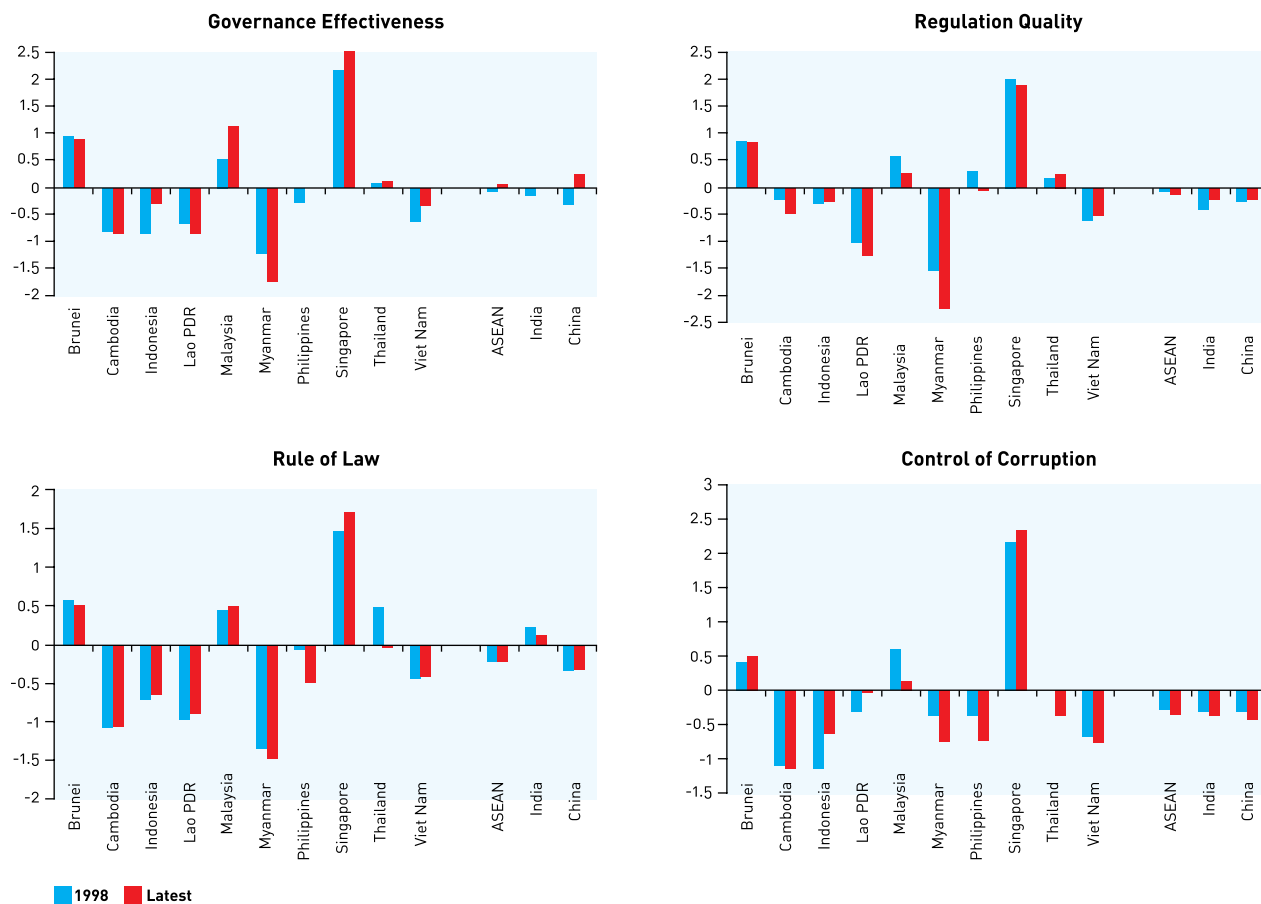 Governance Effectiveness
2.5
2
1.5
1
0.5
0
-0.5
-1
-1.5
-2
Brunei
Cambodia
Indonesia
Lao PDR
Malaysia
Myanmar
Philippines
Singapore
Thailand
Viet Nam
ASEAN
India
China
Regulation Quality
2.5
2
1.5
1
0.5
0
-0.5
-1
-1.5
-2
-2.5
Brunei
Cambodia
Indonesia
Lao PDR
Malaysia
Myanmar
Philippines
Singapore
Thailand
Viet Nam
ASEAN
India
China
Rule of Law
2
1.5
1
0.5
0
-0.5
-1
-1.5
-2
Brunei
Cambodia
Indonesia
Lao PDR
Malaysia
Myanmar
Philippines
Singapore
Thailand
Viet Nam
ASEAN
India
China
Control of Corruption
3
2.5
2
1.5
1
0.5
0
-0.5
-1
-1.5
Brunei
Cambodia
Indonesia
Lao PDR
Malaysia
Myanmar
Philippines
Singapore
Thailand
Viet Nam
ASEAN
India
China
1998
Latest